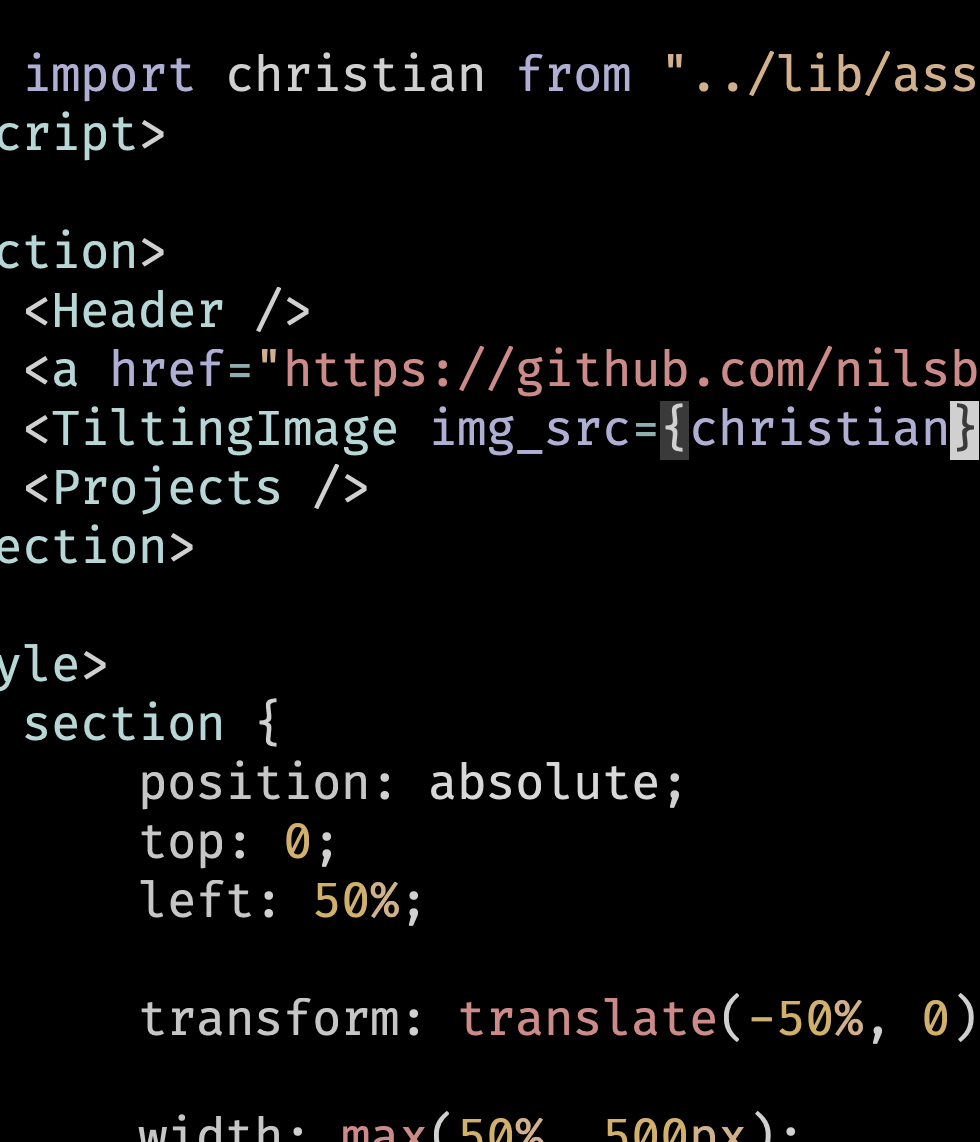 import christian from "../lib/ass
cript>
ction>
<Header />
<a href="https://github.com/nilsb
<TiltingImage img_src={christian}
<Projects />
ection>
yle>
section {
position: absolute;
top: 0;
left: 50%;
transform: translate(-50%, 0)
width: max(50%, 500px);